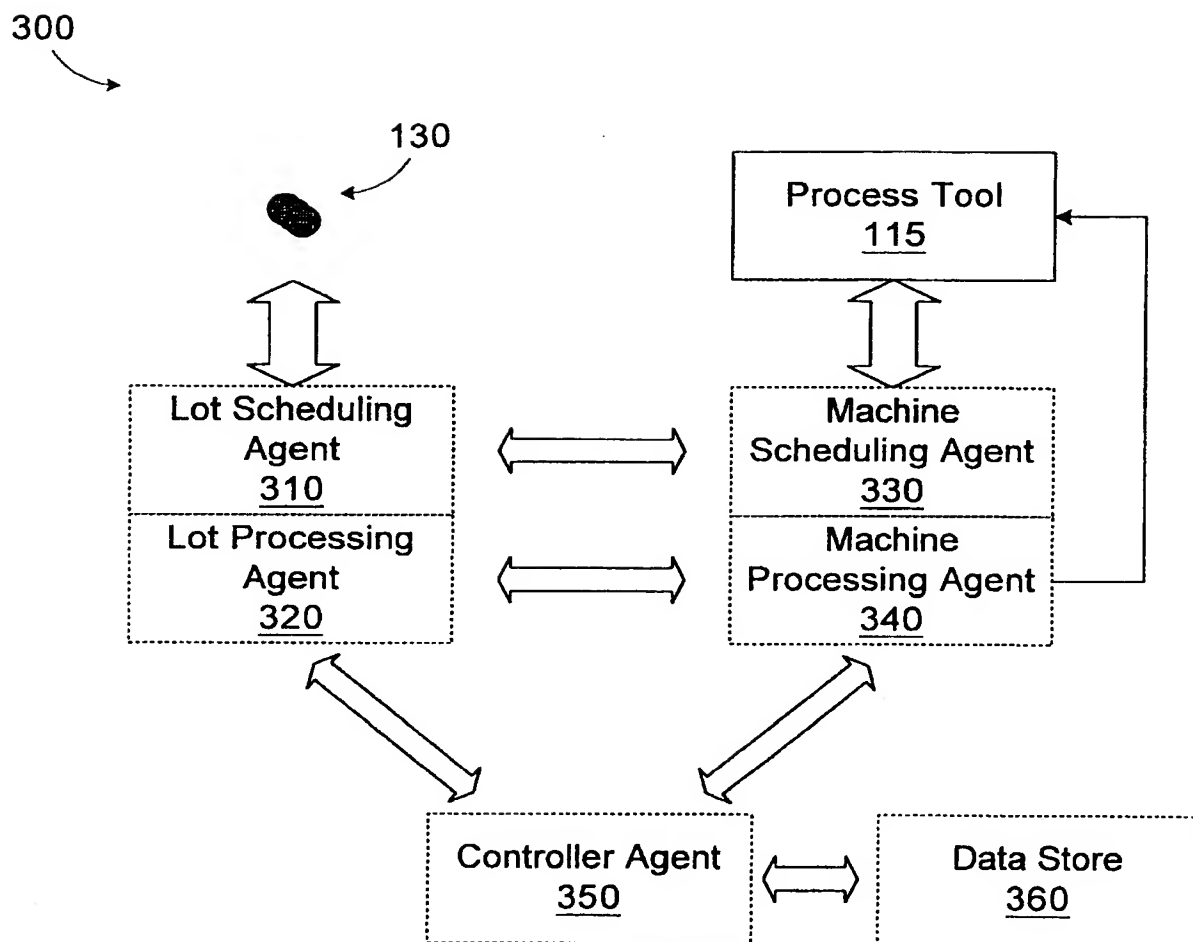 300
130
Process Tool
115
Lot Scheduling
Agent
310
Machine
Scheduling Agent
330
Lot Processing
Agent
320
Machine
Processing Agent
340
Controller Agent
350
Data Store
360